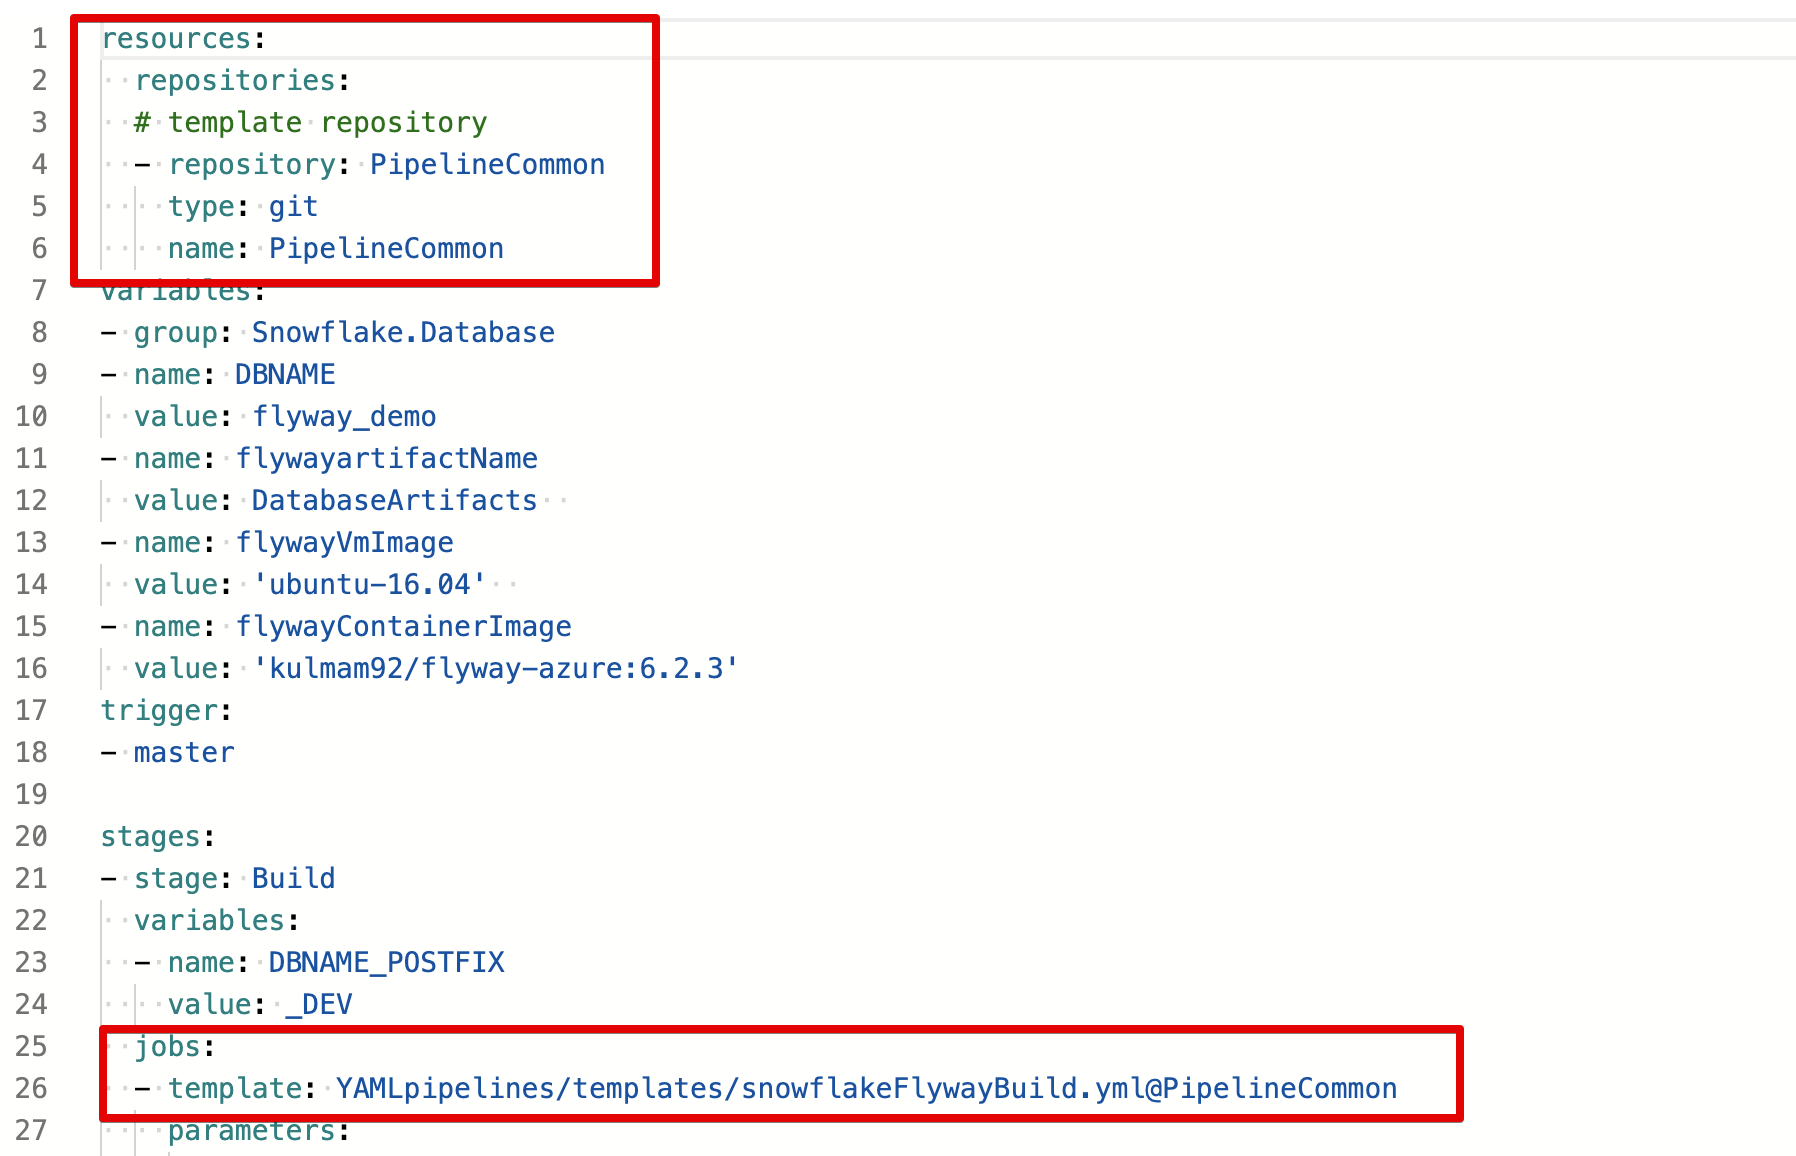 1 resources:
2   repositories:
3   # template repository
4   - repository: PipelineCommon
5     type: git
6     name: PipelineCommon
7 variables:
8 - group: Snowflake.Database
9 - name: DBNAME
10   value: flyway_demo
11 - name: flywayartifactName
12   value: DatabaseArtifacts
13 - name: flywayVmImage
14   value: 'ubuntu-16.04'
15 - name: flywayContainerImage
16   value: 'kulmam92/flyway-azure:6.2.3'
17 trigger:
18 - master
19
20 stages:
21 - stage: Build
22   variables:
23   - name: DBNAME_POSTFIX
24     value: _DEV
25   jobs:
26   - template: YAMLpipelines/templates/snowflakeFlywayBuild.yml@PipelineCommon
27     parameters: